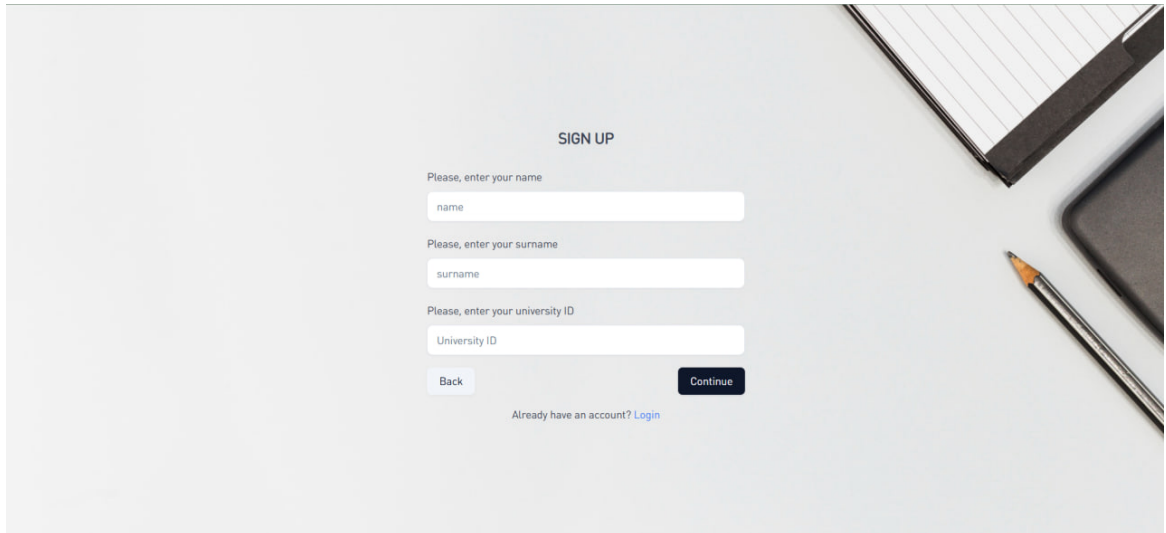 SIGN UP
Please, enter your name
name
Please, enter your surname
surname
Please, enter your university ID
University ID
Back Continue
Already have an account? Login